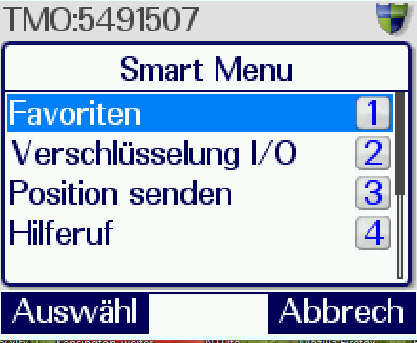 TMO:5491507
Smart Menu
Favoriten 1
Verschlüsselung I/O 2
Position senden 3
Hilferuf 4
Auswähl Abbrech